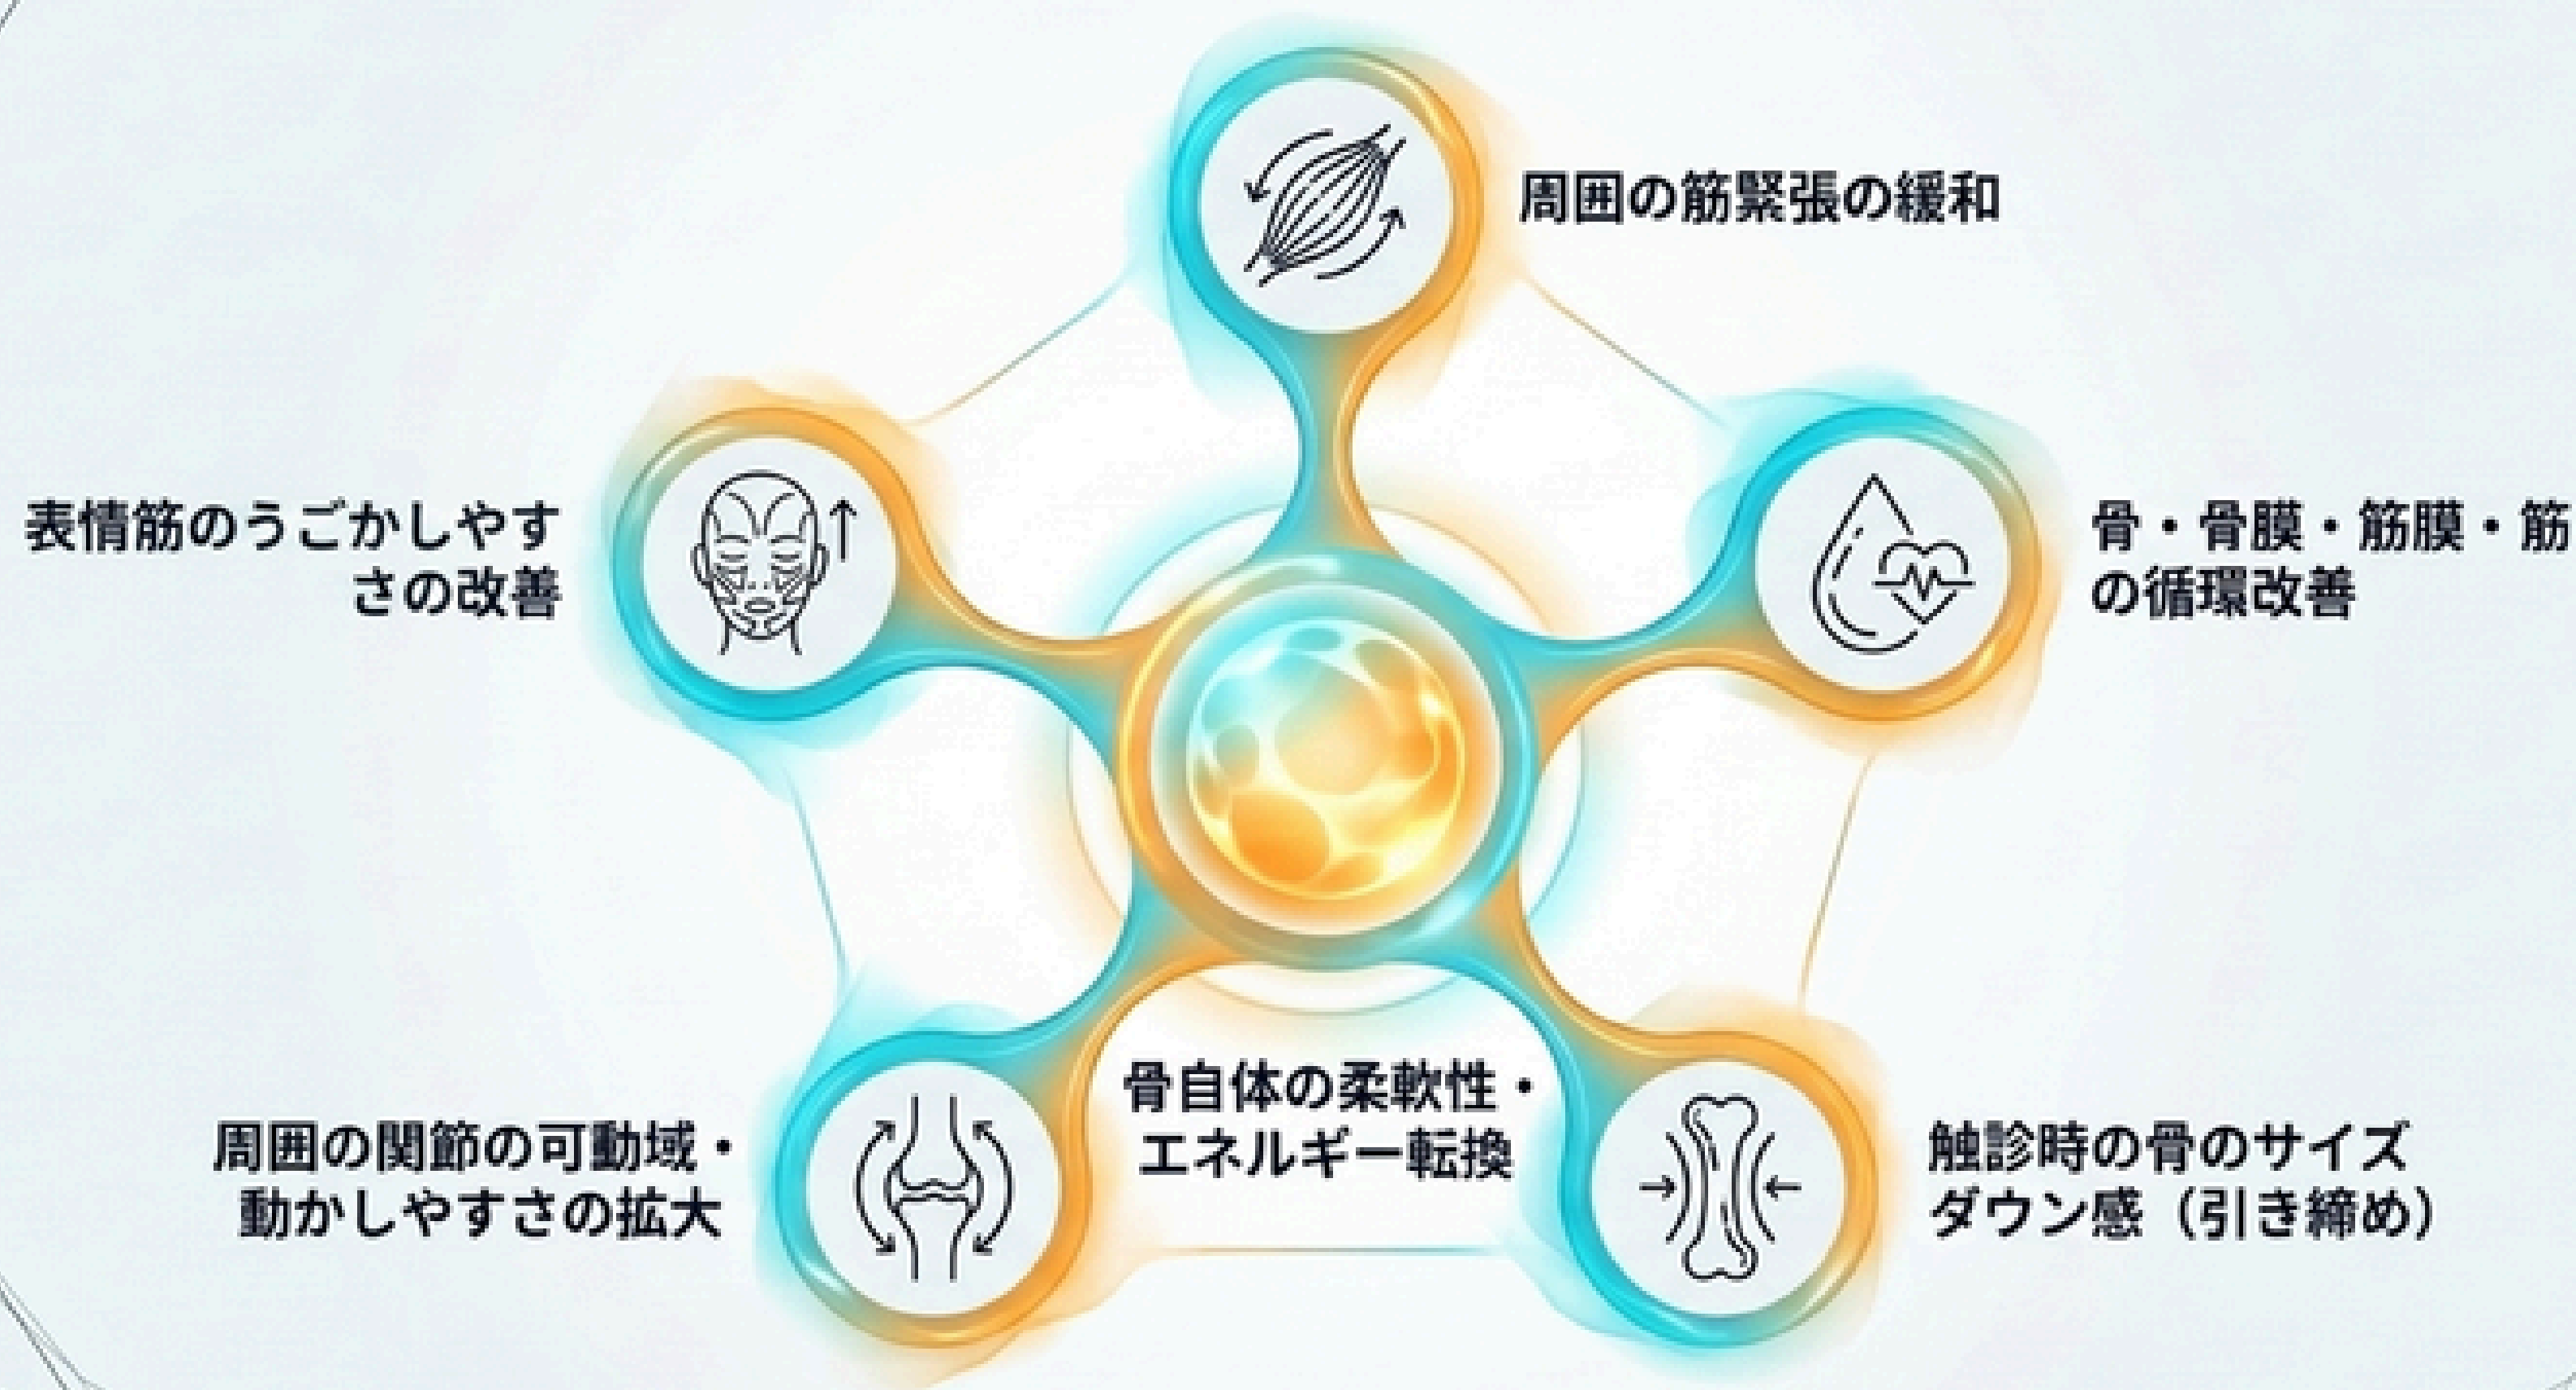 周囲の筋緊張の緩和
表情筋のうごかしやす
さの改善
骨・骨膜・筋膜・筋
の循環改善
周囲の関節の可動域・
動かしやすさの拡大
骨自体の柔軟性・
エネルギー転換
触診時の骨のサイズ
ダウン感（引き締め）